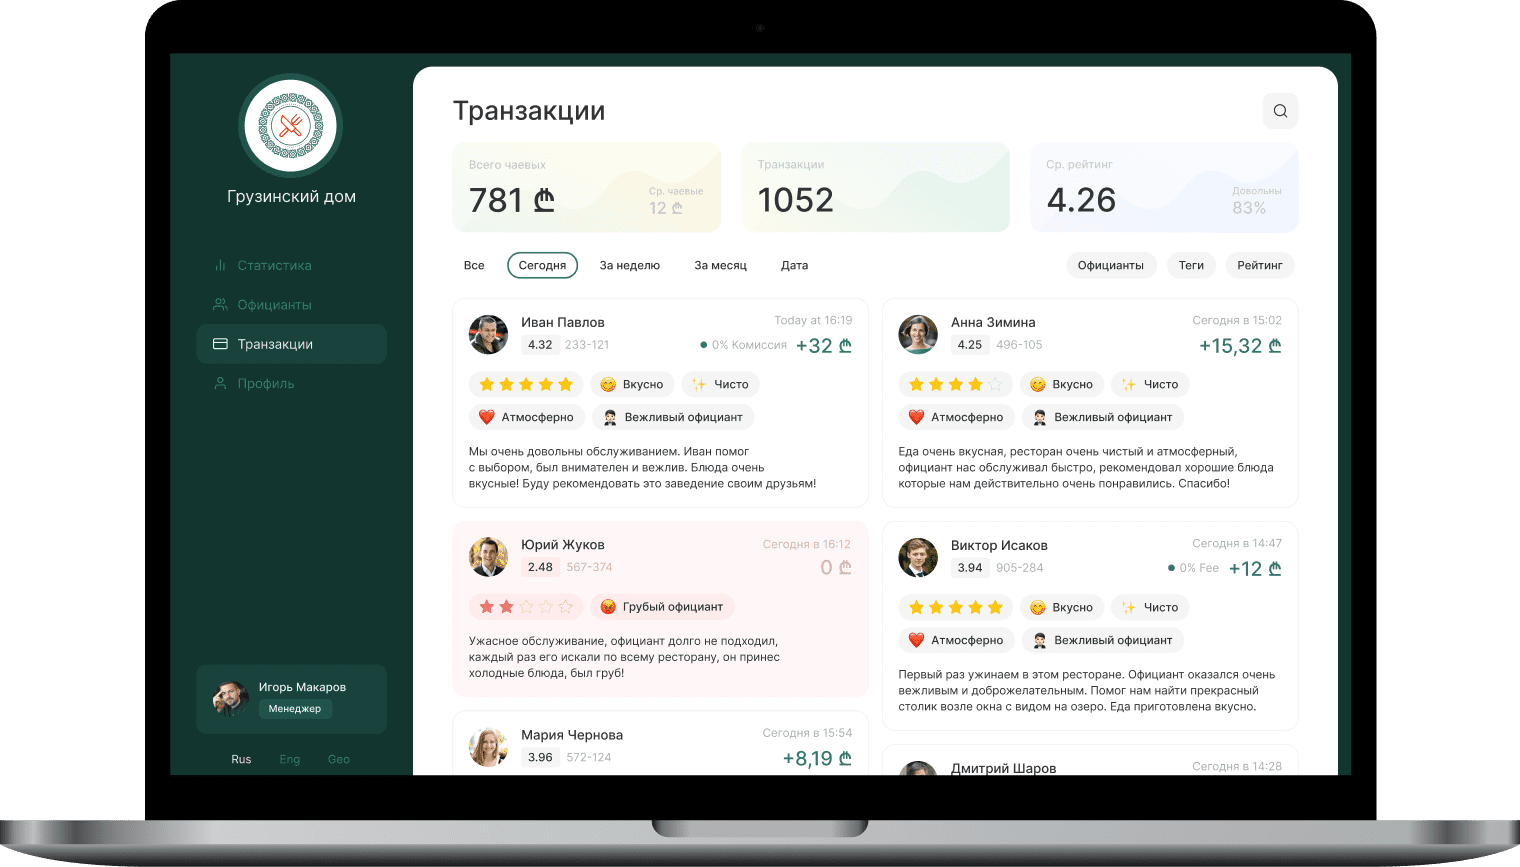 Грузинский дом
Статистика
Официанты
Транзакции
Профиль
Игорь Макаров
Менеджер
Rus Eng Geo
Транзакции
Всего чаевых
781 ₾
Ср. чаевые
12 ₾
Транзакции
1052
Ср. рейтинг
4.26
Довольны
83%
Все Сегодня За неделю За месяц Дата
Официанты Теги Рейтинг
Иван Павлов
Today at 16:19
4.32 233-121
0% Комиссия +32 ₾
Вкусно Чисто
Атмосферно Вежливый официант
Мы очень довольны обслуживанием. Иван помог
с выбором, был внимателен и вежлив. Блюда очень
вкусные! Буду рекомендовать это заведение своим друзьям!
Анна Зимина
Сегодня в 15:02
4.25 496-105
+15,32 ₾
Вкусно Чисто
Атмосферно Вежливый официант
Еда очень вкусная, ресторан очень чистый и атмосферный,
официант нас обслуживал быстро, рекомендовал хорошие блюда
которые нам действительно очень понравились. Спасибо!
Юрий Жуков
Сегодня в 16:12
2.48 567-374
0 ₾
Грубый официант
Ужасное обслуживание, официант долго не подходил,
каждый раз его искали по всему ресторану, он принес
холодные блюда, был груб!
Виктор Исаков
Сегодня в 14:47
3.94 905-284
0% Fee +12 ₾
Вкусно Чисто
Атмосферно Вежливый официант
Первый раз ужинаем в этом ресторане. Официант оказался очень
вежливым и доброжелательным. Помог нам найти прекрасный
столик возле окна с видом на озеро. Еда приготовлена вкусно.
Мария Чернова
Сегодня в 15:54
3.96 572-124
+8,19 ₾
Дмитрий Шаров
Сегодня в 14:28